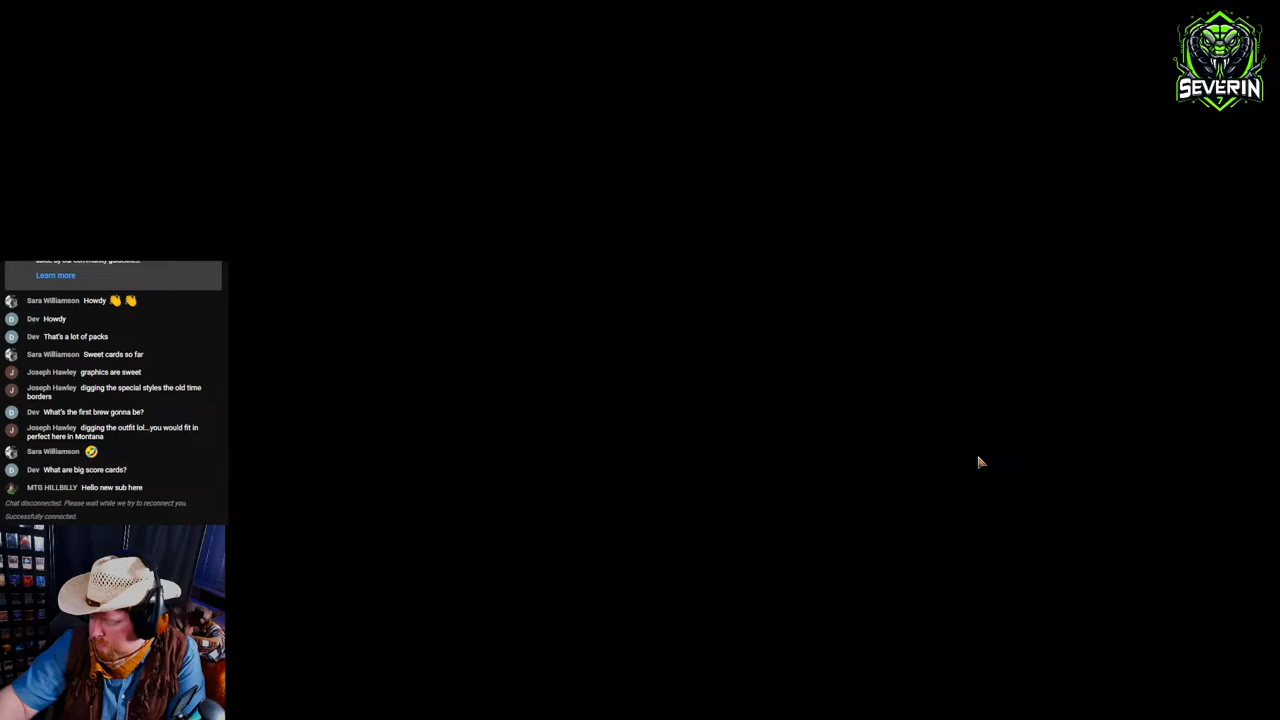 SEVERIN
7
Learn more
Sara Williamson Howdy 👏 👏
D Dev Howdy
D Dev That's a lot of packs
Sara Williamson Sweet cards so far
J Joseph Hawley graphics are sweet
J Joseph Hawley digging the special styles the old time
borders
D Dev What's the first brew gonna be?
J Joseph Hawley digging the outfit lol...you would fit in
perfect here in Montana
Sara Williamson 🤣
D Dev What are big score cards?
MTG HILLBILLY Hello new sub here
Chat disconnected. Please wait while we try to reconnect you.
Successfully connected.